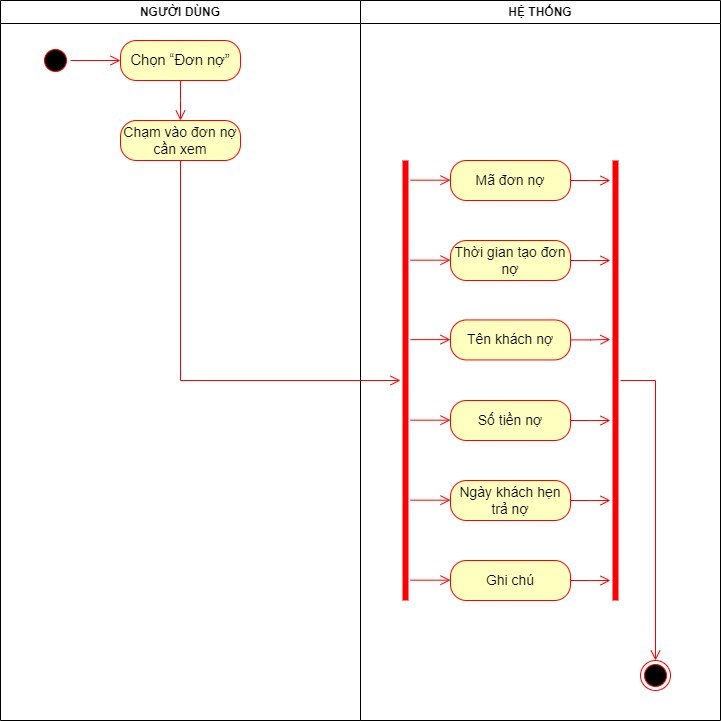 NGƯỜI DÙNG
HỆ THỐNG
Chọn “Đơn nợ”
Chạm vào đơn nợ
cần xem
Mã đơn nợ
Thời gian tạo đơn
nợ
Tên khách nợ
Số tiền nợ
Ngày khách hẹn
trả nợ
Ghi chú